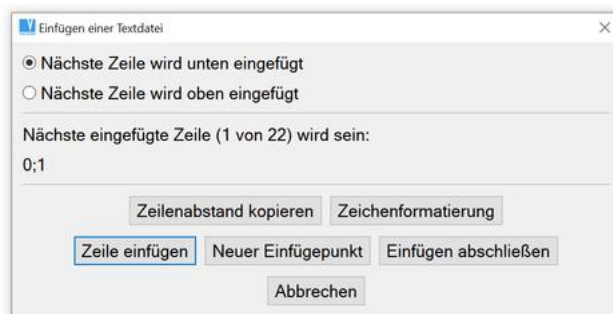 Einfügen einer Textdatei
Nächste Zeile wird unten eingefügt
Nächste Zeile wird oben eingefügt
Nächste eingefügte Zeile (1 von 22) wird sein:
0;1
Zeilenabstand kopieren Zeichenformatierung
Zeile einfügen Neuer Einfügepunkt Einfügen abschließen
Abbrechen